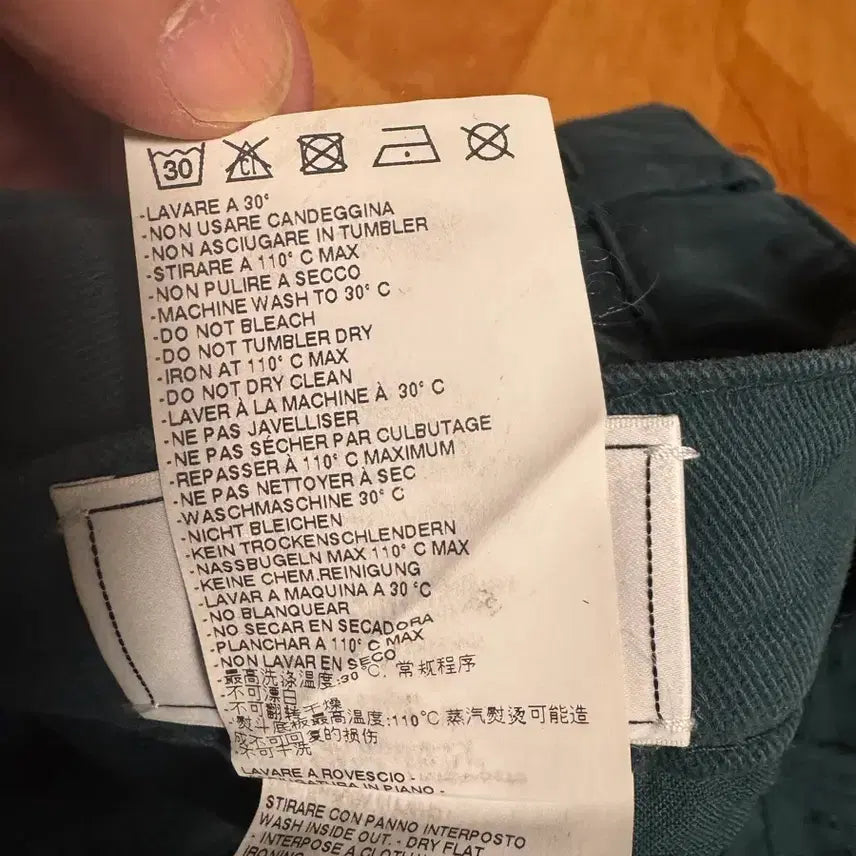 30 CL
-LAVARE A 30°
-NON USARE CANDEGGINA
-NON ASCIUGARE IN TUMBLER
-STIRARE A 110° C MAX
-NON PULIRE A SECCO
-MACHINE WASH TO 30° C
-DO NOT BLEACH
-DO NOT TUMBLER DRY
-IRON AT 110° C MAX
-DO NOT DRY CLEAN
-LAVER À LA MACHINE À 30° C
-NE PAS JAVELLISER
-NE PAS SÉCHER PAR CULBUTAGE
-REPASSER À 110° C MAXIMUM
-NE PAS NETTOYER À SEC
-WASCHMASCHINE 30° C
-NICHT BLEICHEN
-KEIN TROCKENSCHLENDERN
-NASSBUGELN MAX 110° C MAX
-KEINE CHEM.REINIGUNG
-LAVAR A MAQUINA A 30 °C
-NO BLANQUEAR
-NO SECAR EN SECADORA
-PLANCHAR A 110° C MAX
-NON LAVAR EN SECO
-最高洗涤温度:30 °C. 常规程序
-不可漂白
-不可翻转干燥
-熨斗底板最高温度:110°C 蒸汽熨烫可能造
成不可回复的损伤
-不可干洗
LAVARE A ROVESCIO -
IN PIANO -
STIRARE CON PANNO INTERPOSTO
WASH INSIDE OUT. - DRY FLAT
- INTERPOSE A